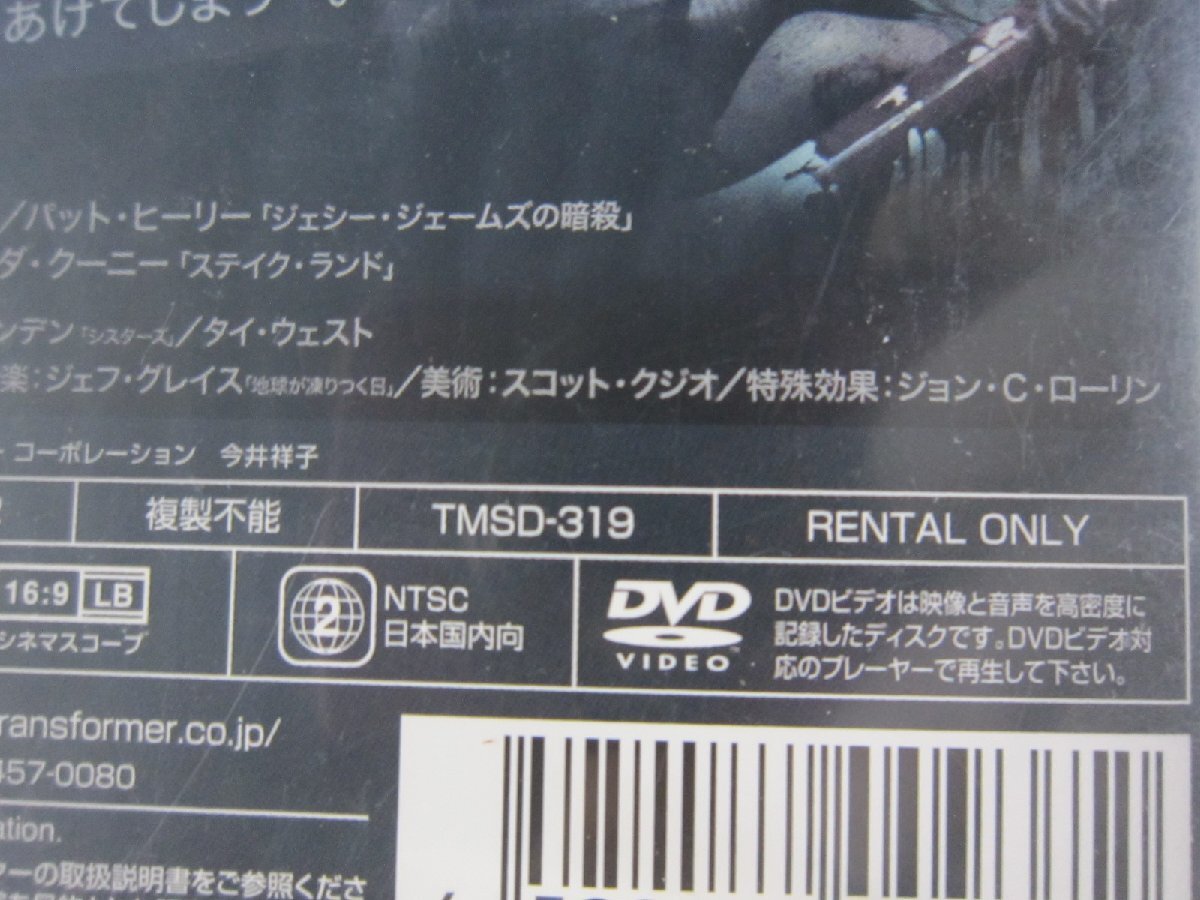 あけてしまう…。
／パット・ヒーリー「ジェシー・ジェームズの暗殺」
ダ・クーニー「ステイク・ランド」
ンデン「シスターズ」／タイ・ウェスト
楽：ジェフ・グレイス「地球が凍りつく日」／美術：スコット・クジオ／特殊効果：ジョン・C・ローリン
コーポレーション　今井祥子
複製不能
TMSD-319
RENTAL ONLY
16:9 LB
シネマスコープ
2
NTSC
日本国内向
DVD
VIDEO
DVDビデオは映像と音声を高密度に
記録したディスクです。DVDビデオ対
応のプレーヤーで再生して下さい。
ransformer.co.jp/
457-0080
ation.
ヤーの取扱説明書をご参照くださ